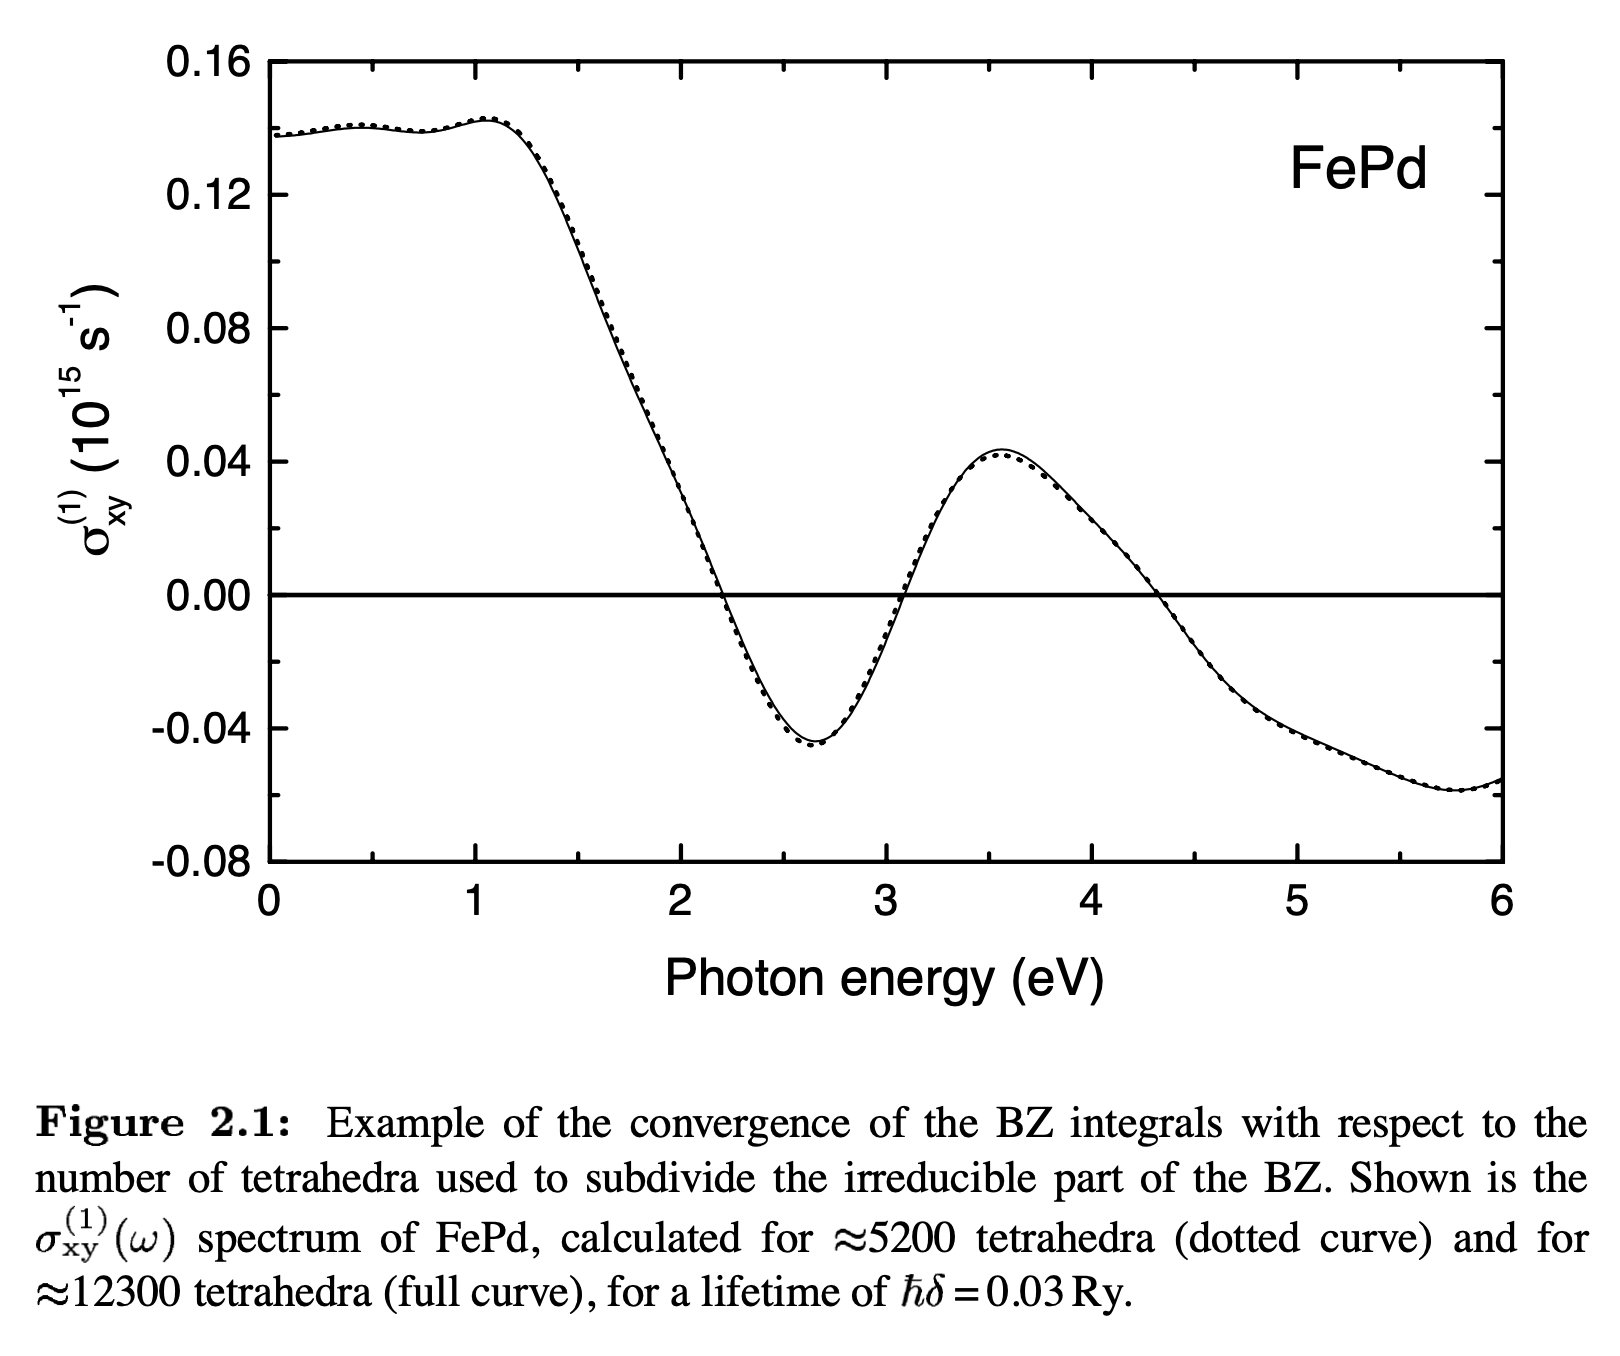 0.16
0.12
0.08
0.04
0.00
-0.04
-0.08
σxy(1) (10^15 s^-1)
FePd
0 1 2 3 4 5 6
Photon energy (eV)
Figure 2.1: Example of the convergence of the BZ integrals with respect to the
number of tetrahedra used to subdivide the irreducible part of the BZ. Shown is the
σxy(1)(ω) spectrum of FePd, calculated for ≈5200 tetrahedra (dotted curve) and for
≈12300 tetrahedra (full curve), for a lifetime of ħδ = 0.03 Ry.